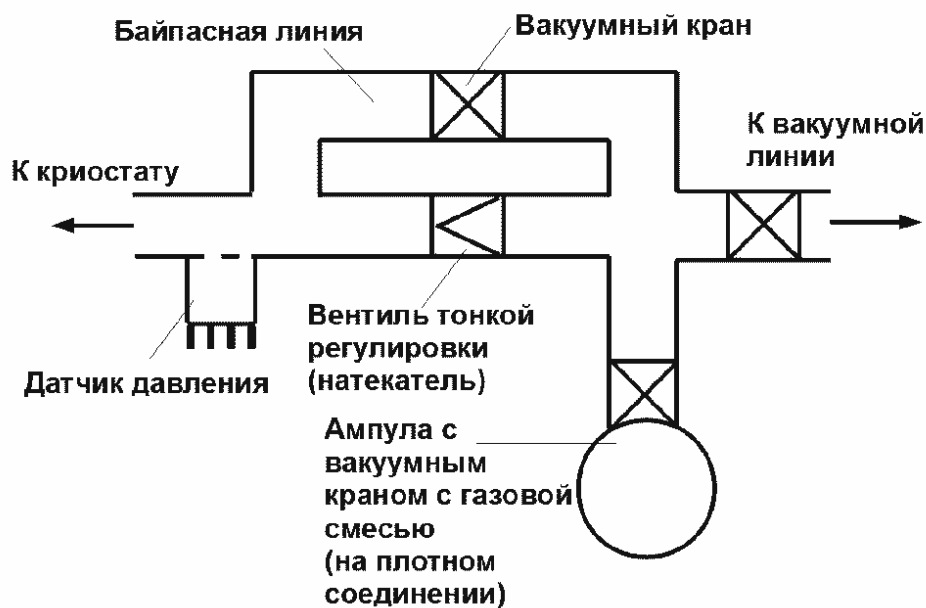 Байпасная линия
Вакуумный кран
К вакуумной
линии
К криостату
Вентиль тонкой
регулировки
(натекатель)
Датчик давления
Ампула с
вакуумным
краном с газовой
смесью
(на плотном
соединении)